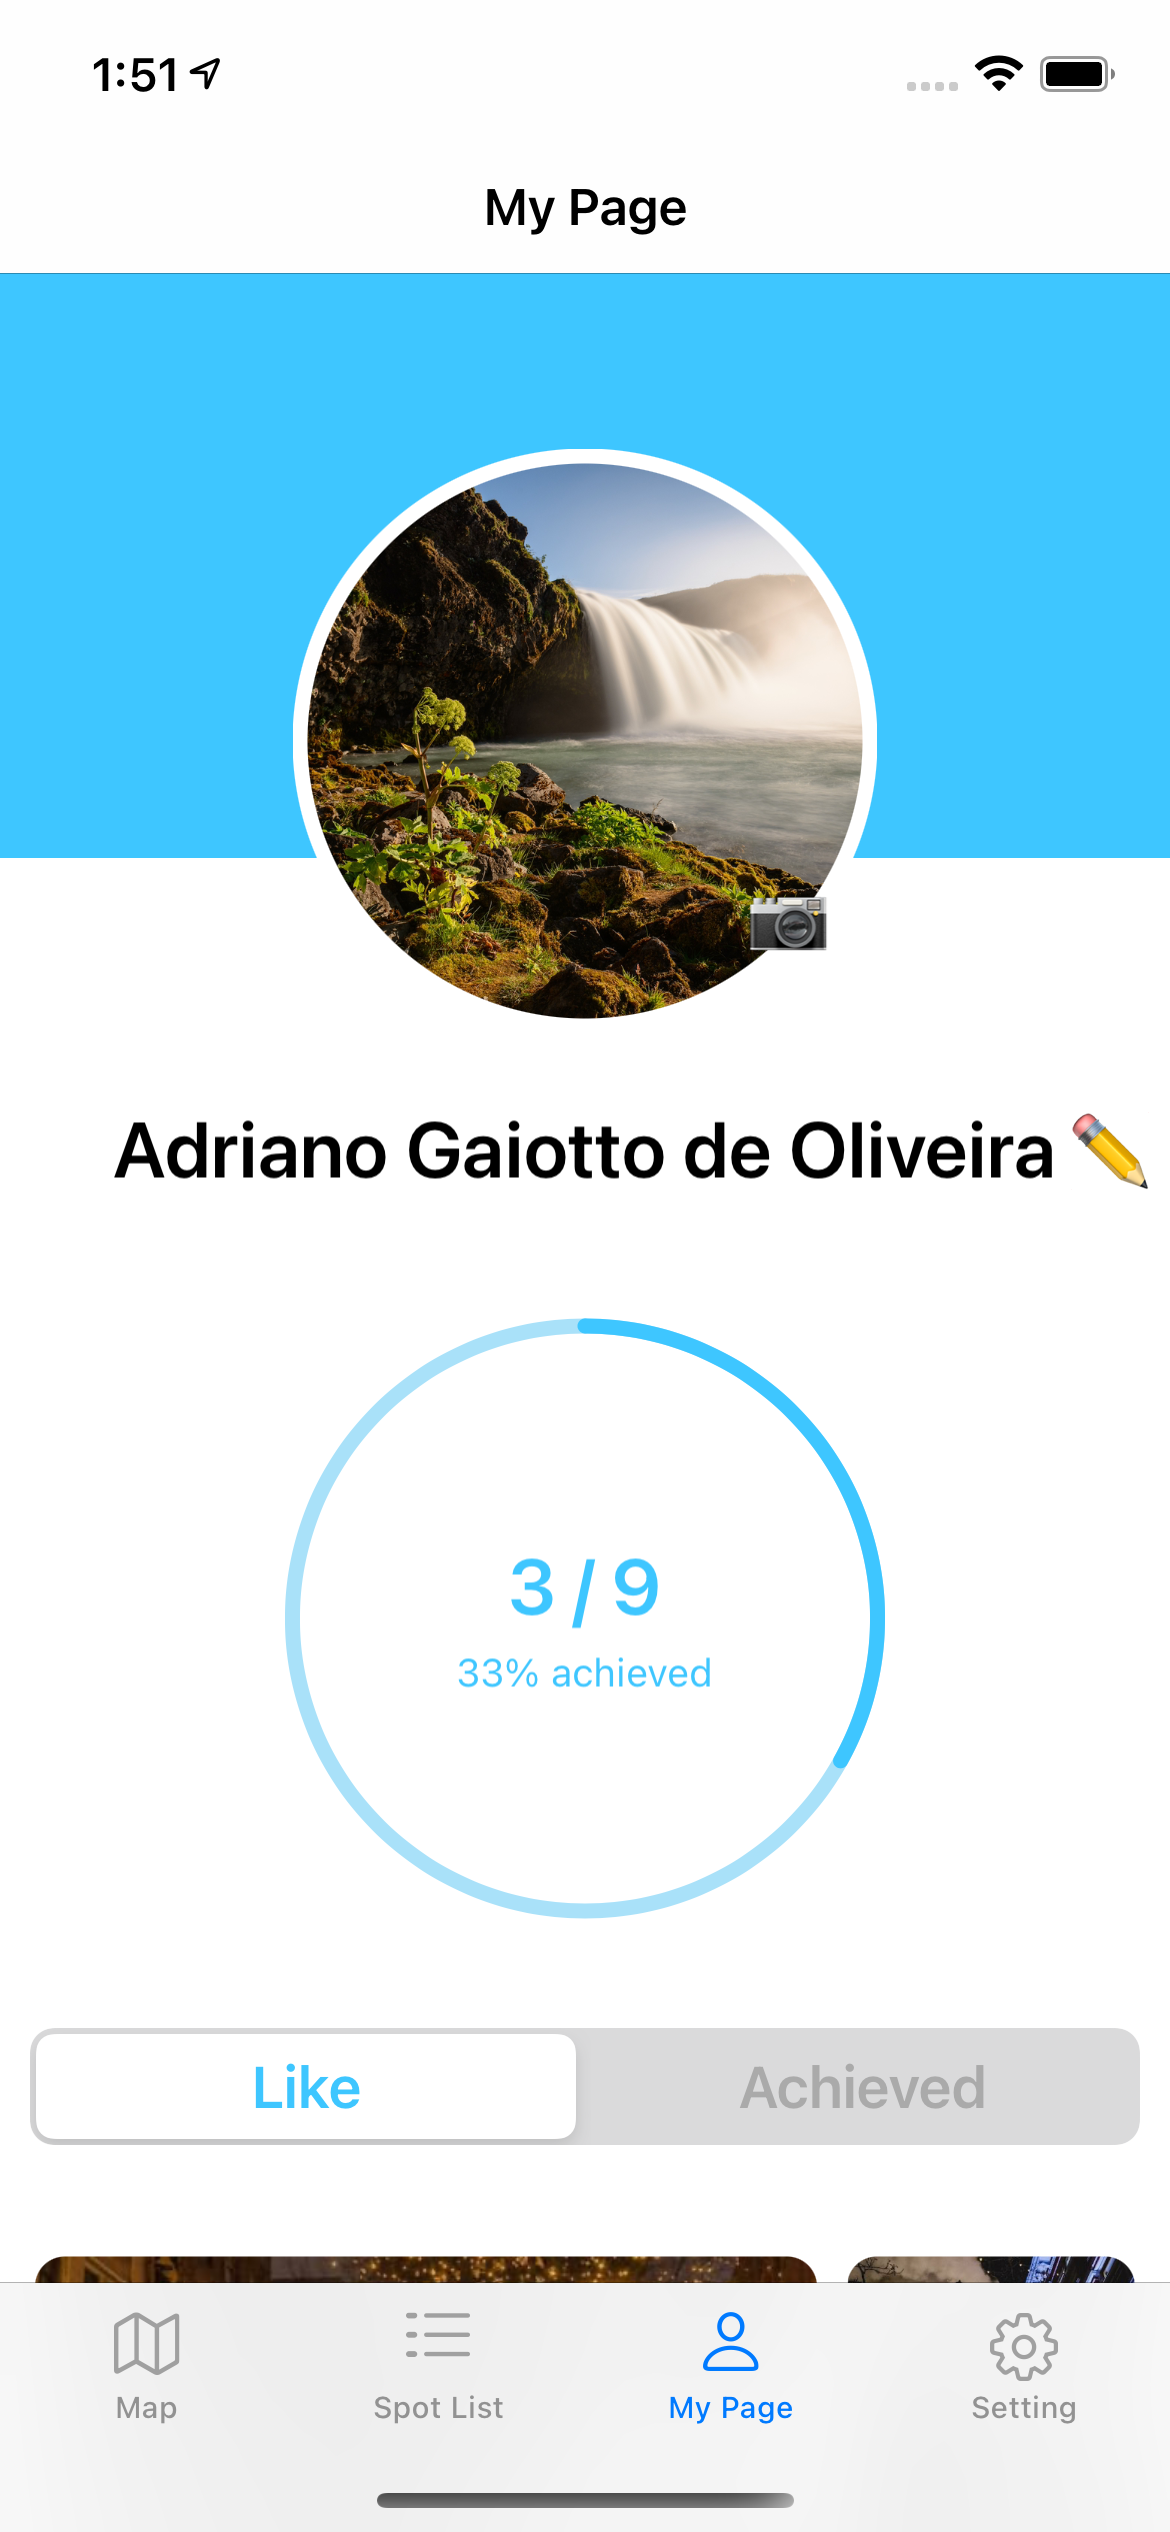 1:51
My Page
Adriano Gaiotto de Oliveira ✏️
3 / 9
33% achieved
Like Achieved
Map Spot List My Page Setting